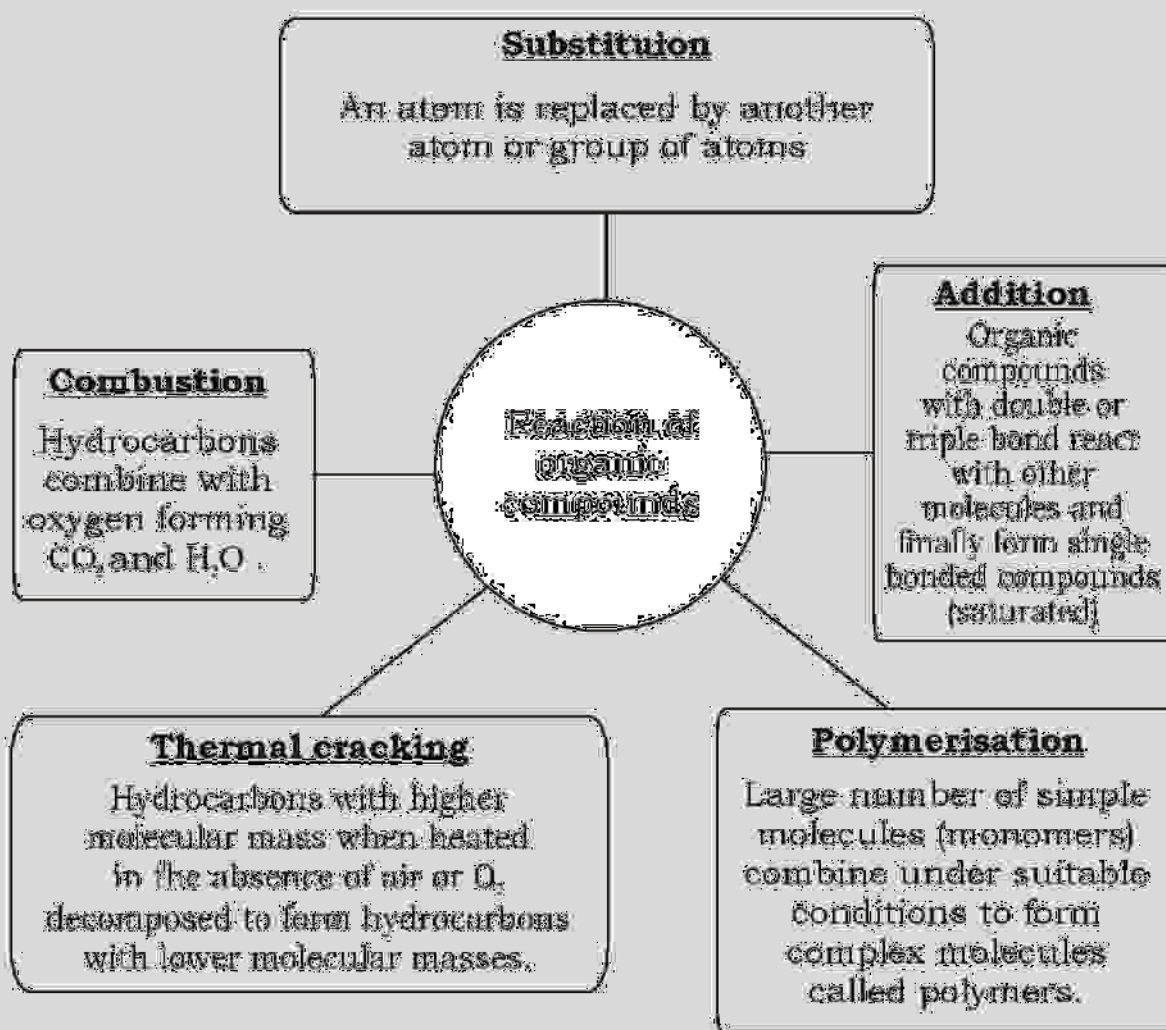 Substituion
An atom is replaced by another
atom or group of atoms
Addition
Organic
compounds
with double or
triple bond react
with other
molecules and
finally form single
bonded compounds
(saturated)
Combustion
Hydrocarbons
combine with
oxygen forming
CO₂ and H₂O .
Reaction of
organic
compounds
Thermal cracking
Hydrocarbons with higher
molecular mass when heated
in the absence of air or O₂
decomposed to form hydrocarbons
with lower molecular masses.
Polymerisation
Large number of simple
molecules (monomers)
combine under suitable
conditions to form
complex molecules
called polymers.